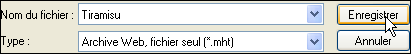 Nom du fichier : Tiramisu Enregistrer
Type : Archive Web, fichier seul (*.mht) Annuler